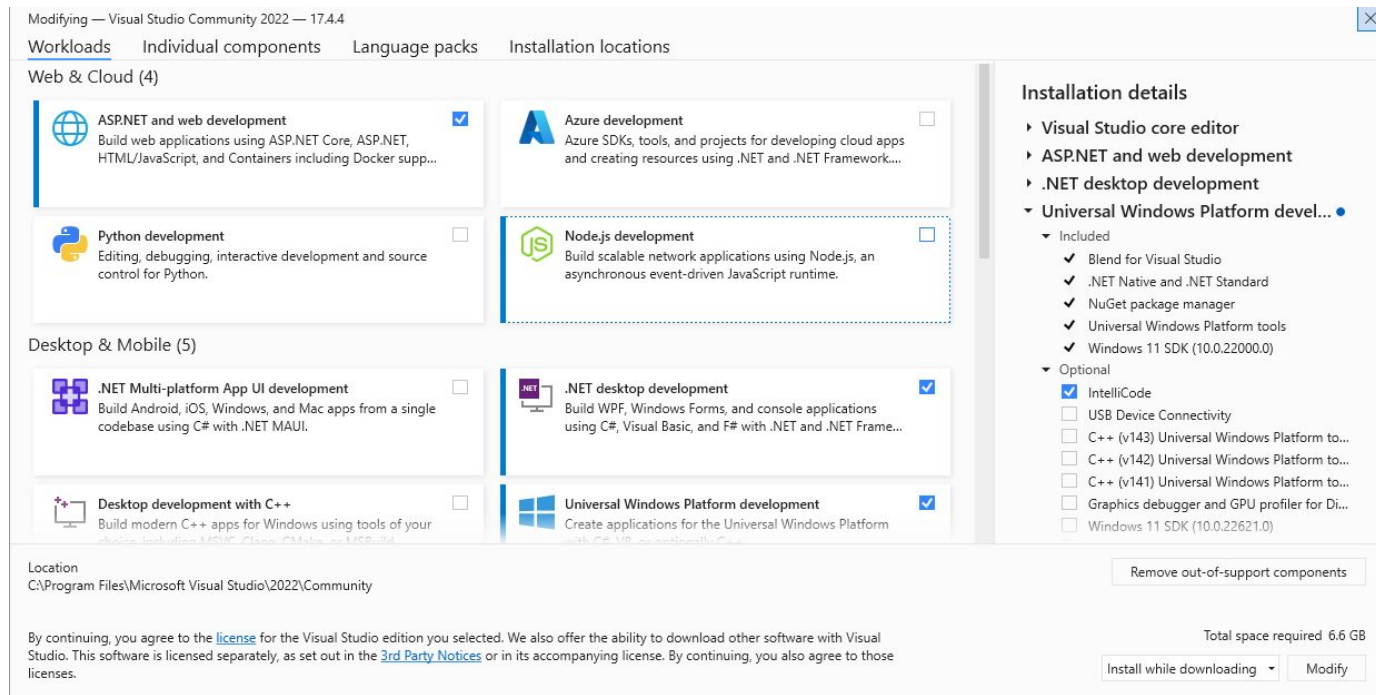 Modifying — Visual Studio Community 2022 — 17.4.4
Workloads
Individual components
Language packs
Installation locations
Web & Cloud (4)
ASP.NET and web development
Build web applications using ASP.NET Core, ASP.NET,
HTML/JavaScript, and Containers including Docker supp...
Azure development
Azure SDKs, tools, and projects for developing cloud apps
and creating resources using .NET and .NET Framework....
Python development
Editing, debugging, interactive development and source
control for Python.
JS
Node.js development
Build scalable network applications using Node.js, an
asynchronous event-driven JavaScript runtime.
Desktop & Mobile (5)
.NET Multi-platform App UI development
Build Android, iOS, Windows, and Mac apps from a single
codebase using C# with .NET MAUI.
.NET
.NET desktop development
Build WPF, Windows Forms, and console applications
using C#, Visual Basic, and F# with .NET and .NET Frame...
Desktop development with C++
Build modern C++ apps for Windows using tools of your
choice, including MSVC, Clang, CMake, or MSBuild.
Universal Windows Platform development
Create applications for the Universal Windows Platform
with C#, VB, or optionally C++.
Installation details
Visual Studio core editor
ASP.NET and web development
.NET desktop development
Universal Windows Platform devel...
Included
Blend for Visual Studio
.NET Native and .NET Standard
NuGet package manager
Universal Windows Platform tools
Windows 11 SDK (10.0.22000.0)
Optional
IntelliCode
USB Device Connectivity
C++ (v143) Universal Windows Platform to...
C++ (v142) Universal Windows Platform to...
C++ (v141) Universal Windows Platform to...
Graphics debugger and GPU profiler for Di...
Windows 11 SDK (10.0.22621.0)
Location
C:\Program Files\Microsoft Visual Studio\2022\Community
Remove out-of-support components
By continuing, you agree to the license for the Visual Studio edition you selected. We also offer the ability to download other software with Visual
Studio. This software is licensed separately, as set out in the 3rd Party Notices or in its accompanying license. By continuing, you also agree to those
licenses.
Total space required 6.6 GB
Install while downloading
Modify